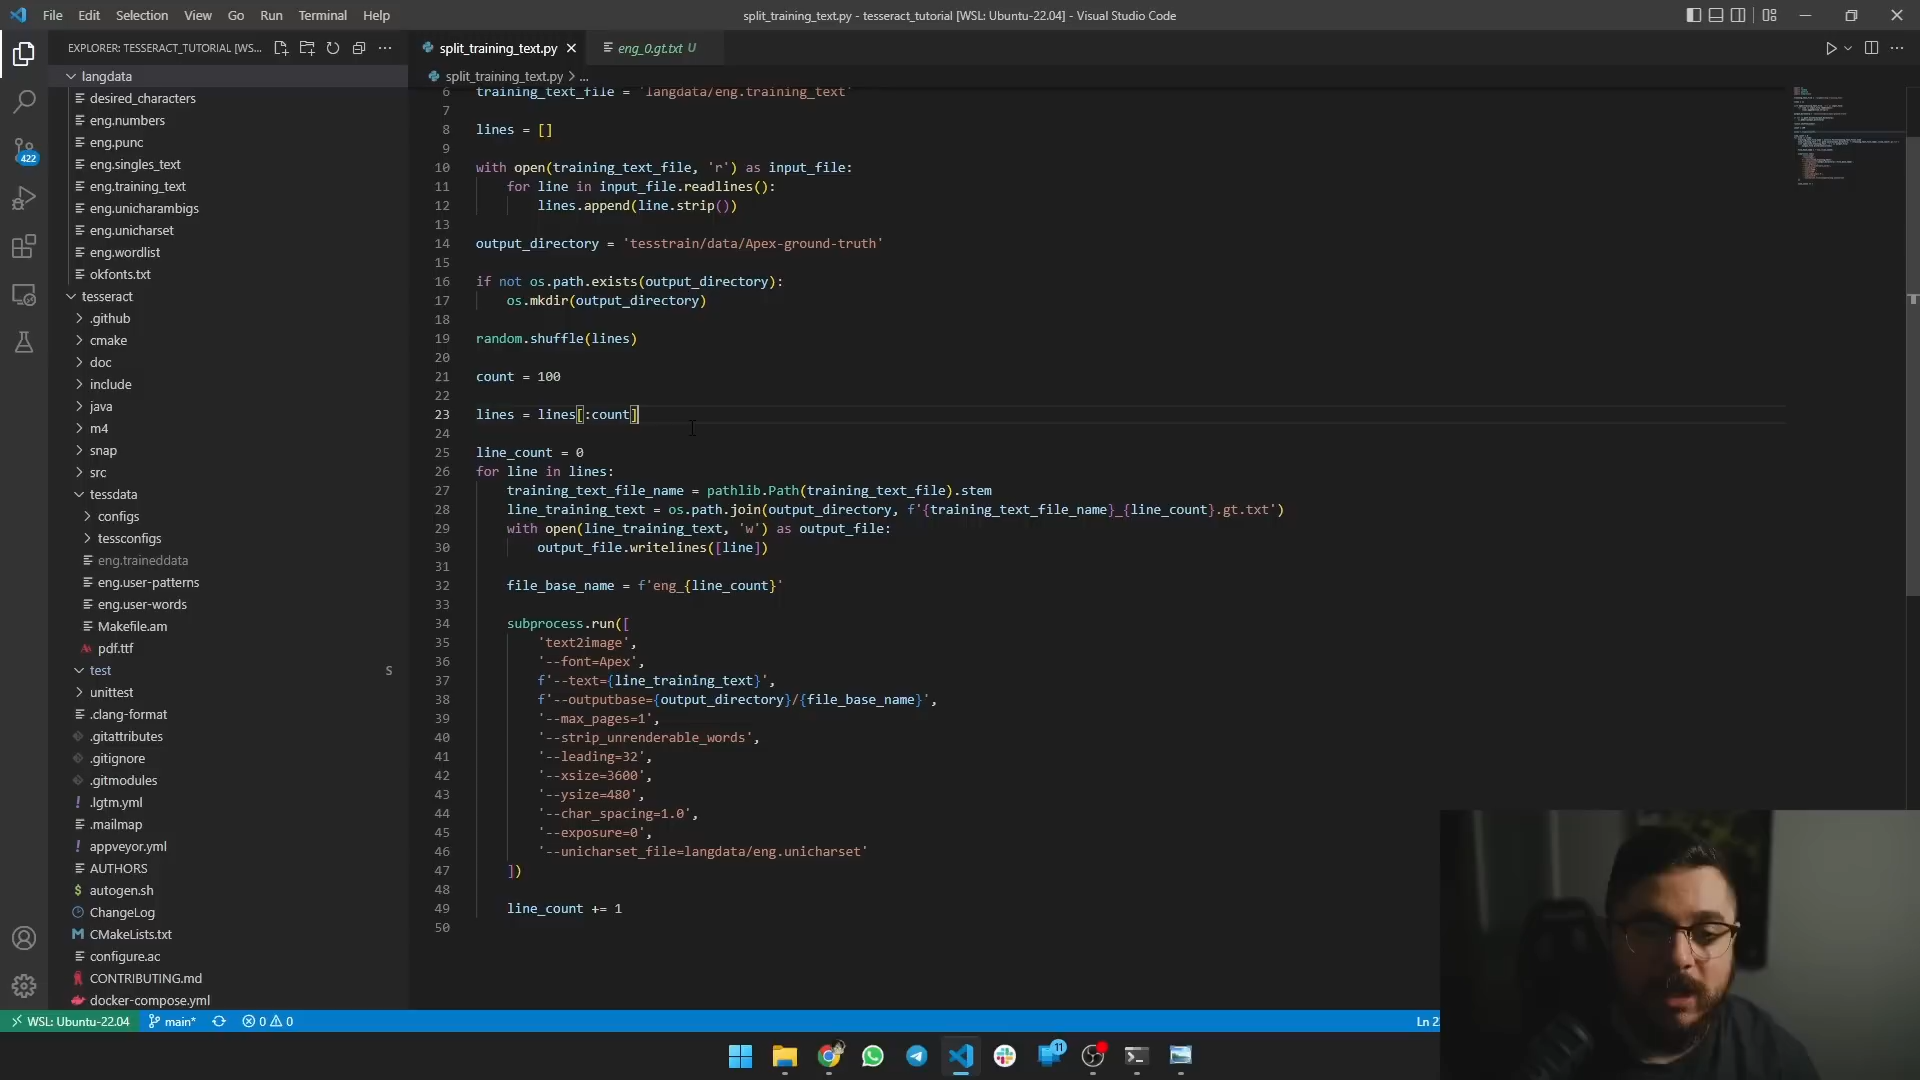 File Edit Selection View Go Run Terminal Help
split_training_text.py - tesseract_tutorial [WSL: Ubuntu-22.04] - Visual Studio Code
EXPLORER: TESSERACT_TUTORIAL [WS...
langdata
desired_characters
eng.numbers
eng.punc
eng.singles_text
eng.training_text
eng.unicharambigs
eng.unicharset
eng.wordlist
okfonts.txt
tesseract
.github
cmake
doc
include
java
m4
snap
src
tessdata
configs
tessconfigs
eng.traineddata
eng.user-patterns
eng.user-words
Makefile.am
pdf.ttf
test S
unittest
.clang-format
.gitattributes
.gitignore
.gitmodules
! .lgtm.yml
.mailmap
! appveyor.yml
AUTHORS
$ autogen.sh
ChangeLog
M CMakeLists.txt
configure.ac
CONTRIBUTING.md
docker-compose.yml
422
split_training_text.py
eng_0.gt.txt U
split_training_text.py > ...
6 training_text_file = 'langdata/eng.training_text'
7
8 lines = []
9
10 with open(training_text_file, 'r') as input_file:
11 for line in input_file.readlines():
12 lines.append(line.strip())
13
14 output_directory = 'tesstrain/data/Apex-ground-truth'
15
16 if not os.path.exists(output_directory):
17 os.mkdir(output_directory)
18
19 random.shuffle(lines)
20
21 count = 100
22
23 lines = lines[:count]
24
25 line_count = 0
26 for line in lines:
27 training_text_file_name = pathlib.Path(training_text_file).stem
28 line_training_text = os.path.join(output_directory, f'{training_text_file_name}_{line_count}.gt.txt')
29 with open(line_training_text, 'w') as output_file:
30 output_file.writelines([line])
31
32 file_base_name = f'eng_{line_count}'
33
34 subprocess.run([
35 'text2image',
36 '--font=Apex',
37 f'--text={line_training_text}',
38 f'--outputbase={output_directory}/{file_base_name}',
39 '--max_pages=1',
40 '--strip_unrenderable_words',
41 '--leading=32',
42 '--xsize=3600',
43 '--ysize=480',
44 '--char_spacing=1.0',
45 '--exposure=0',
46 '--unicharset_file=langdata/eng.unicharset'
47 ])
48
49 line_count += 1
50
WSL: Ubuntu-22.04 main* 0 0
Ln 2
11